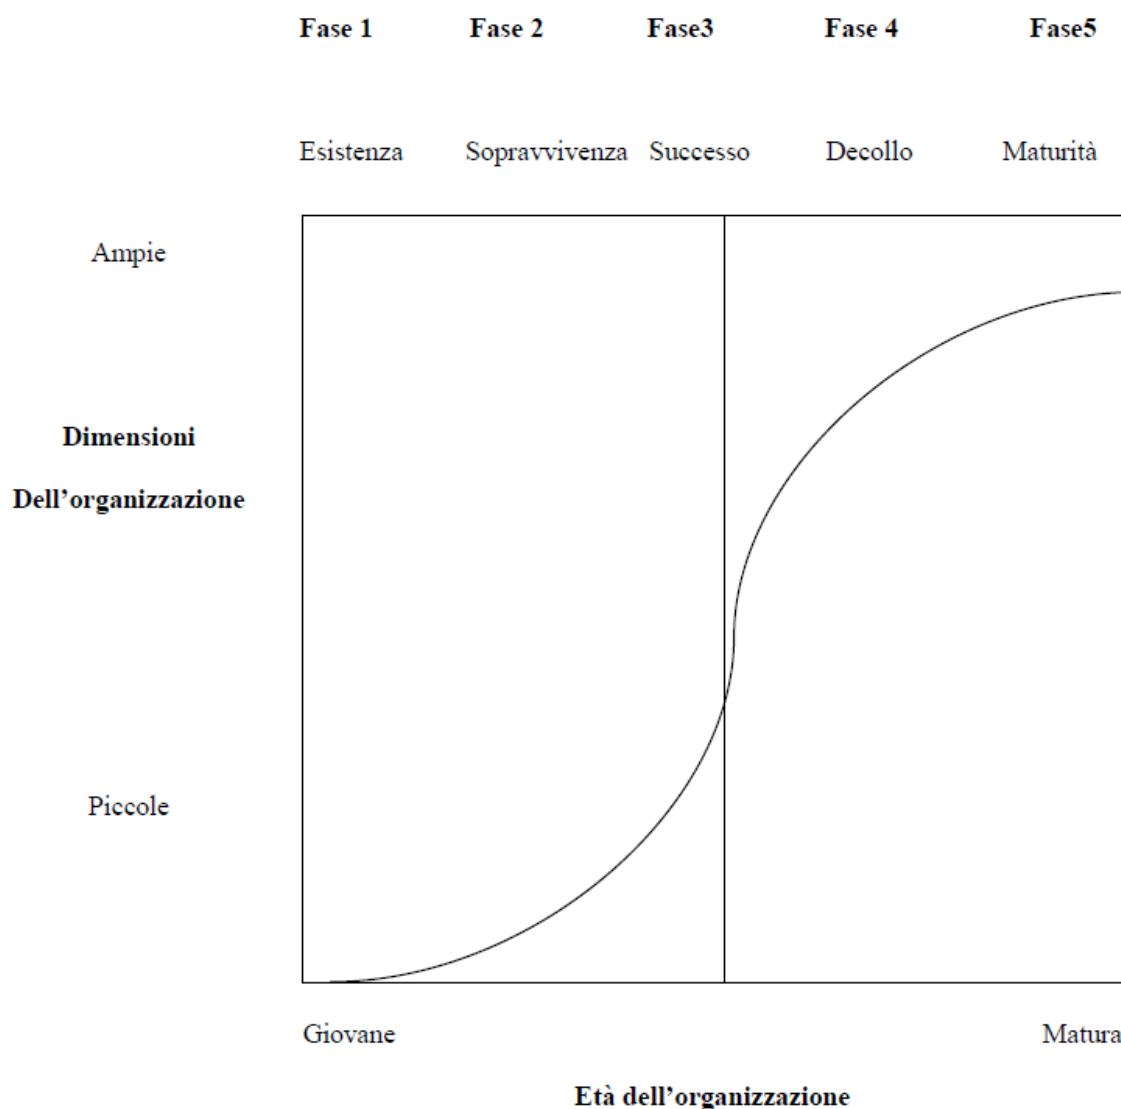 Fase 1 Fase 2 Fase3 Fase 4 Fase5
Esistenza Sopravvivenza Successo Decollo Maturità
Ampie
Dimensioni
Dell’organizzazione
Piccole
Giovane Matura
Età dell’organizzazione